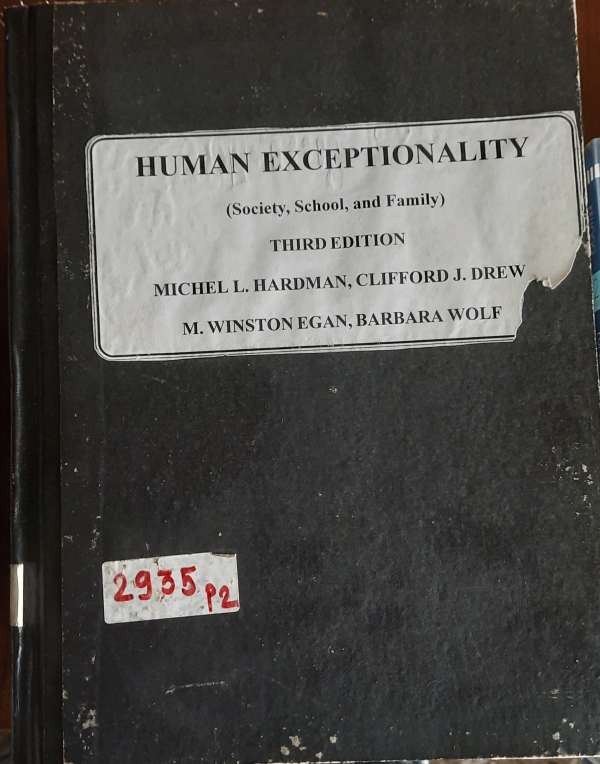 HUMAN EXCEPTIONALITY
(Society, School, and Family)
THIRD EDITION
MICHEL L. HARDMAN, CLIFFORD J. DREW
M. WINSTON EGAN, BARBARA WOLF
2935 P2